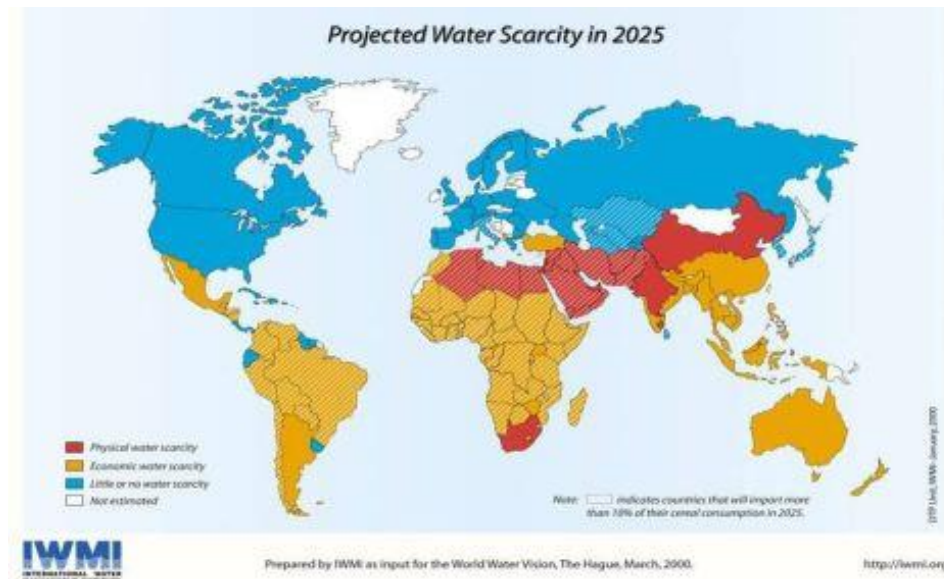 Projected Water Scarcity in 2025
Physical water scarcity
Economic water scarcity
Little or no water scarcity
Not estimated
Note: indicates countries that will import more
than 10% of their cereal consumption in 2025.
IWMI
INTERNATIONAL WATER
Prepared by IWMI as input for the World Water Vision, The Hague, March, 2000.
http://iwmi.org